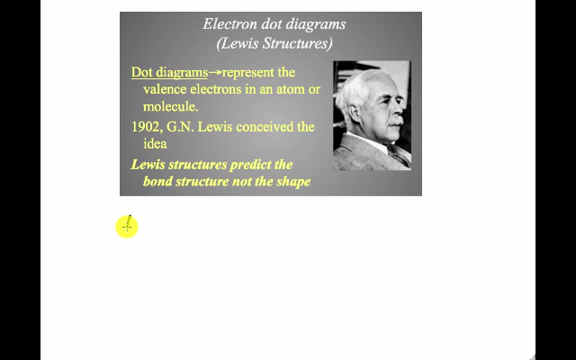 Electron dot diagrams
(Lewis Structures)
Dot diagrams→represent the
valence electrons in an atom or
molecule.
1902, G.N. Lewis conceived the
idea
Lewis structures predict the
bond structure not the shape